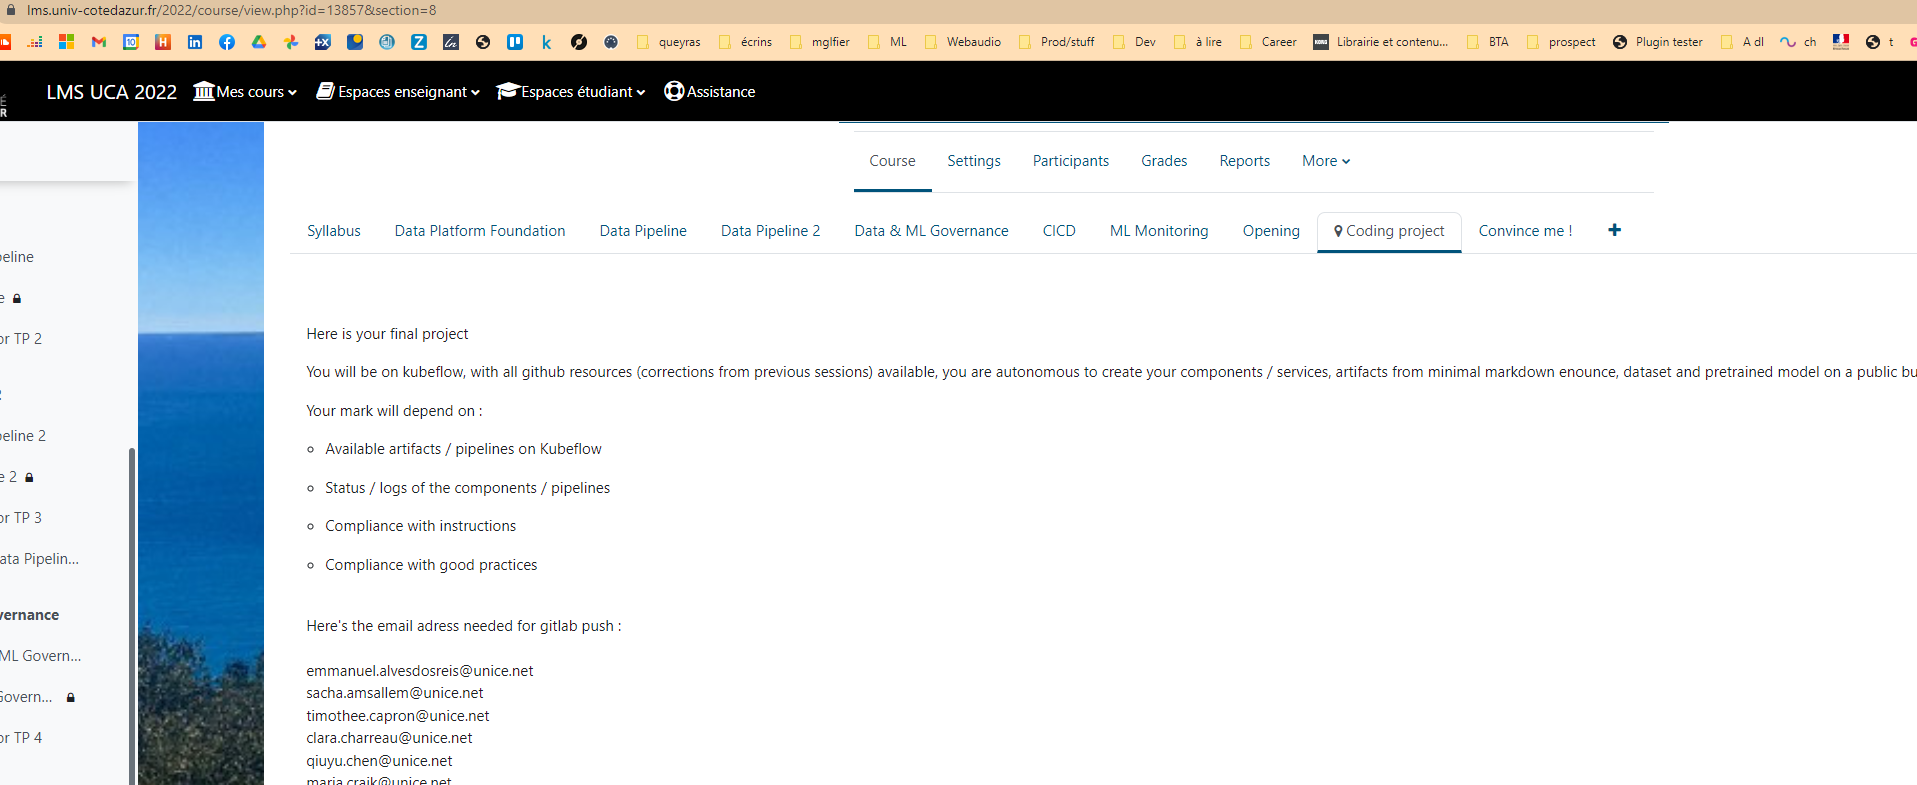 lms.univ-cotedazur.fr/2022/course/view.php?id=13857&section=8
queyras écrins mglfier ML Webaudio Prod/stuff Dev à lire Career Librairie et contenu... BTA prospect Plugin tester A dl ch t
LMS UCA 2022 Mes cours Espaces enseignant Espaces étudiant Assistance
Course Settings Participants Grades Reports More
Syllabus Data Platform Foundation Data Pipeline Data Pipeline 2 Data & ML Governance CICD ML Monitoring Opening Coding project Convince me !
eline
e
or TP 2
eline 2
e 2
or TP 3
ata Pipelin...
vernance
ML Govern...
Govern...
or TP 4
Here is your final project
You will be on kubeflow, with all github resources (corrections from previous sessions) available, you are autonomous to create your components / services, artifacts from minimal markdown enounce, dataset and pretrained model on a public bu
Your mark will depend on :
Available artifacts / pipelines on Kubeflow
Status / logs of the components / pipelines
Compliance with instructions
Compliance with good practices
Here's the email adress needed for gitlab push :
emmanuel.alvesdosreis@unice.net
sacha.amsallem@unice.net
timothee.capron@unice.net
clara.charreau@unice.net
qiuyu.chen@unice.net
maria.craik@unice.net